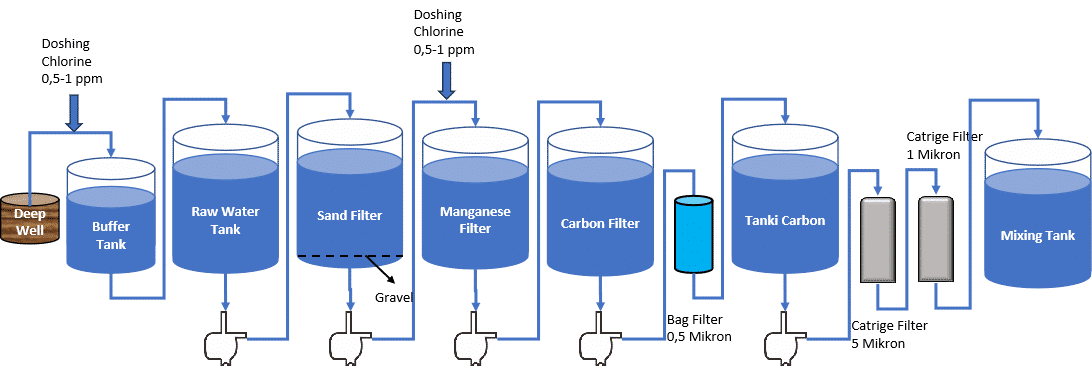 Doshing
Chlorine
0,5-1 ppm
Doshing
Chlorine
0,5-1 ppm
Deep
Well
Buffer
Tank
Raw Water
Tank
Sand Filter
Gravel
Manganese
Filter
Carbon Filter
Bag Filter
0,5 Mikron
Tanki Carbon
Catrige Filter
5 Mikron
Catrige Filter
1 Mikron
Mixing Tank